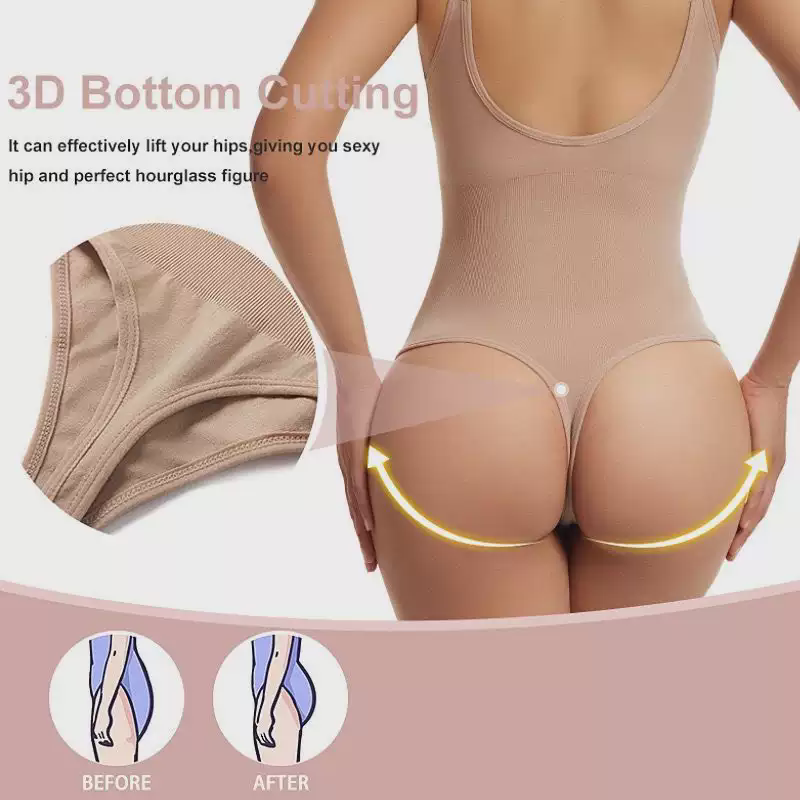 3D Bottom Cutting
It can effectively lift your hips,giving you sexy
hip and perfect hourglass figure
BEFORE
AFTER